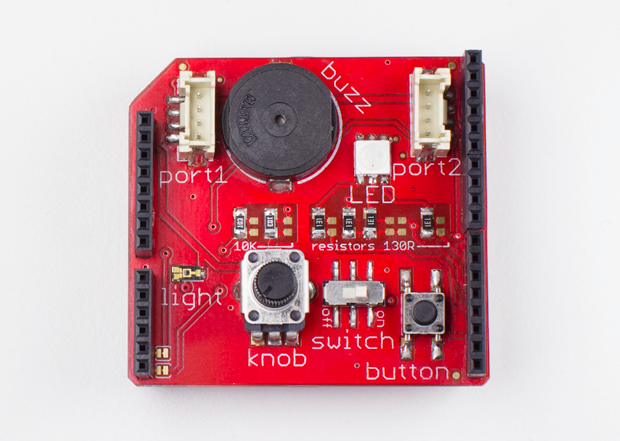 buzz
port1
port2
LED
10K
resistors 130R
light
off
on
knob
switch
button